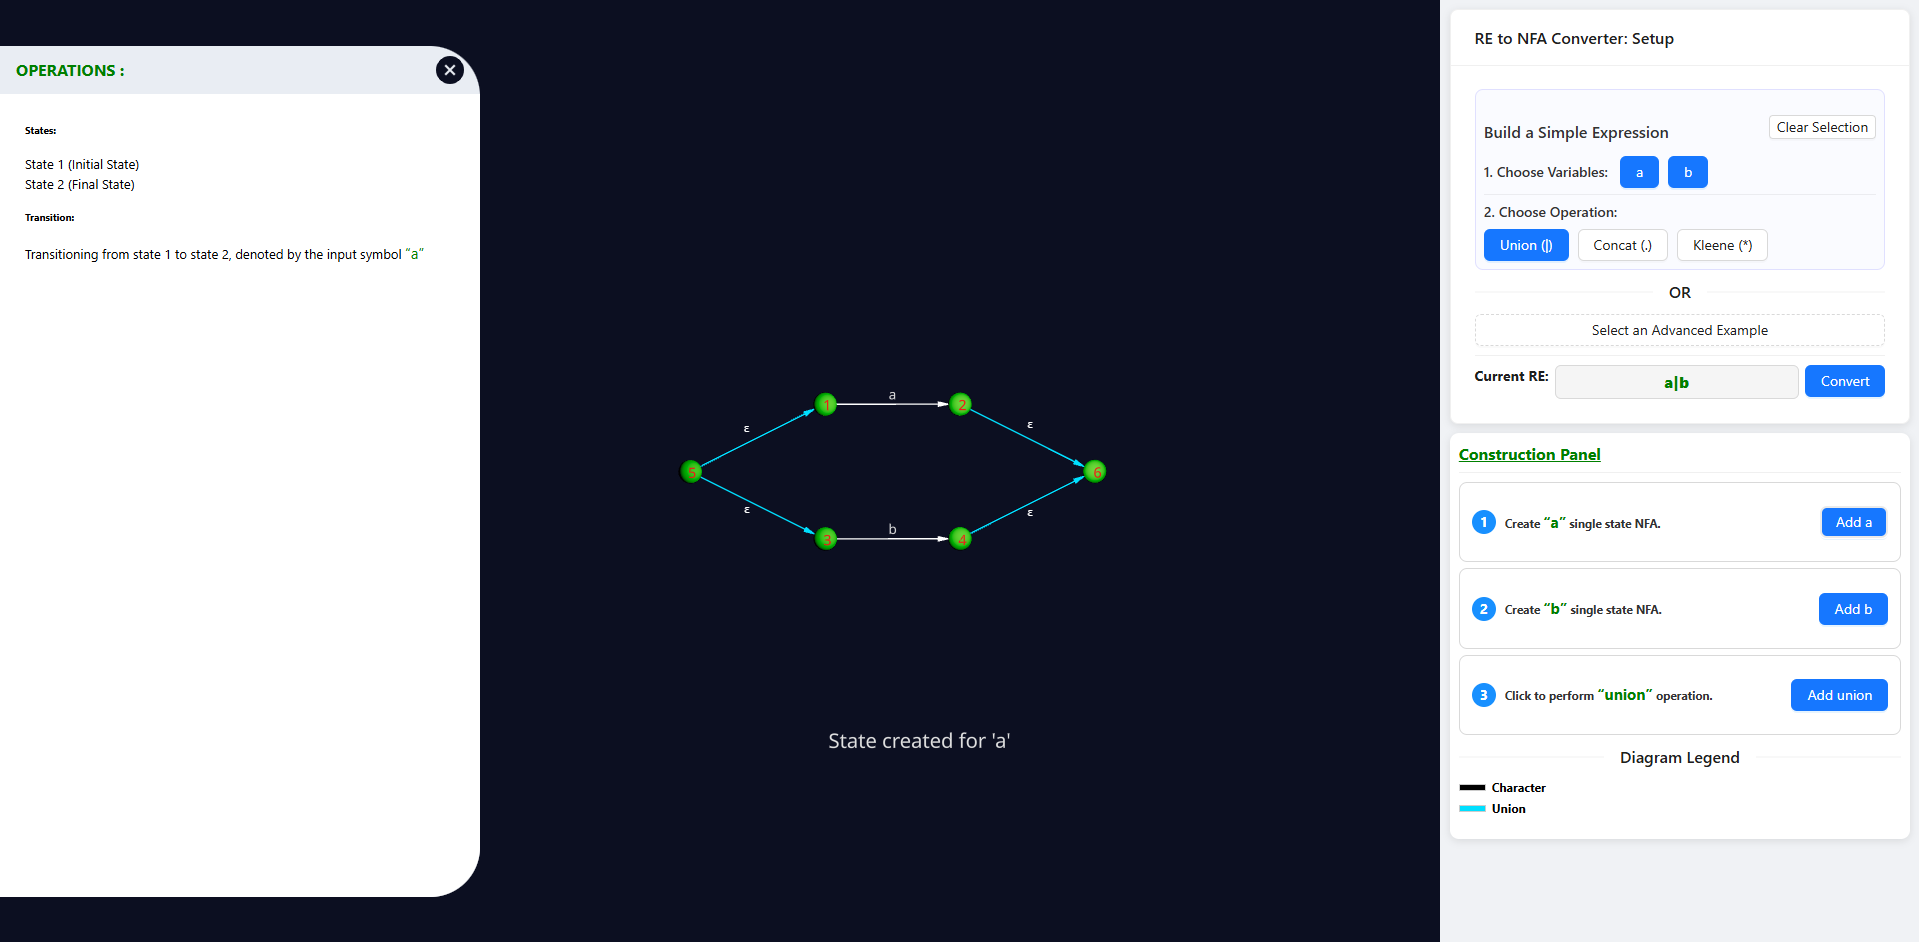 OPERATIONS :
States:
State 1 (Initial State)
State 2 (Final State)
Transition:
Transitioning from state 1 to state 2, denoted by the input symbol “a”
1
a
2
ε
ε
5
6
ε
ε
3
b
4
State created for 'a'
RE to NFA Converter: Setup
Build a Simple Expression
Clear Selection
1. Choose Variables:
a
b
2. Choose Operation:
Union (|)
Concat (.)
Kleene (*)
OR
Select an Advanced Example
Current RE:
a|b
Convert
Construction Panel
1
Create “a” single state NFA.
Add a
2
Create “b” single state NFA.
Add b
3
Click to perform “union” operation.
Add union
Diagram Legend
Character
Union